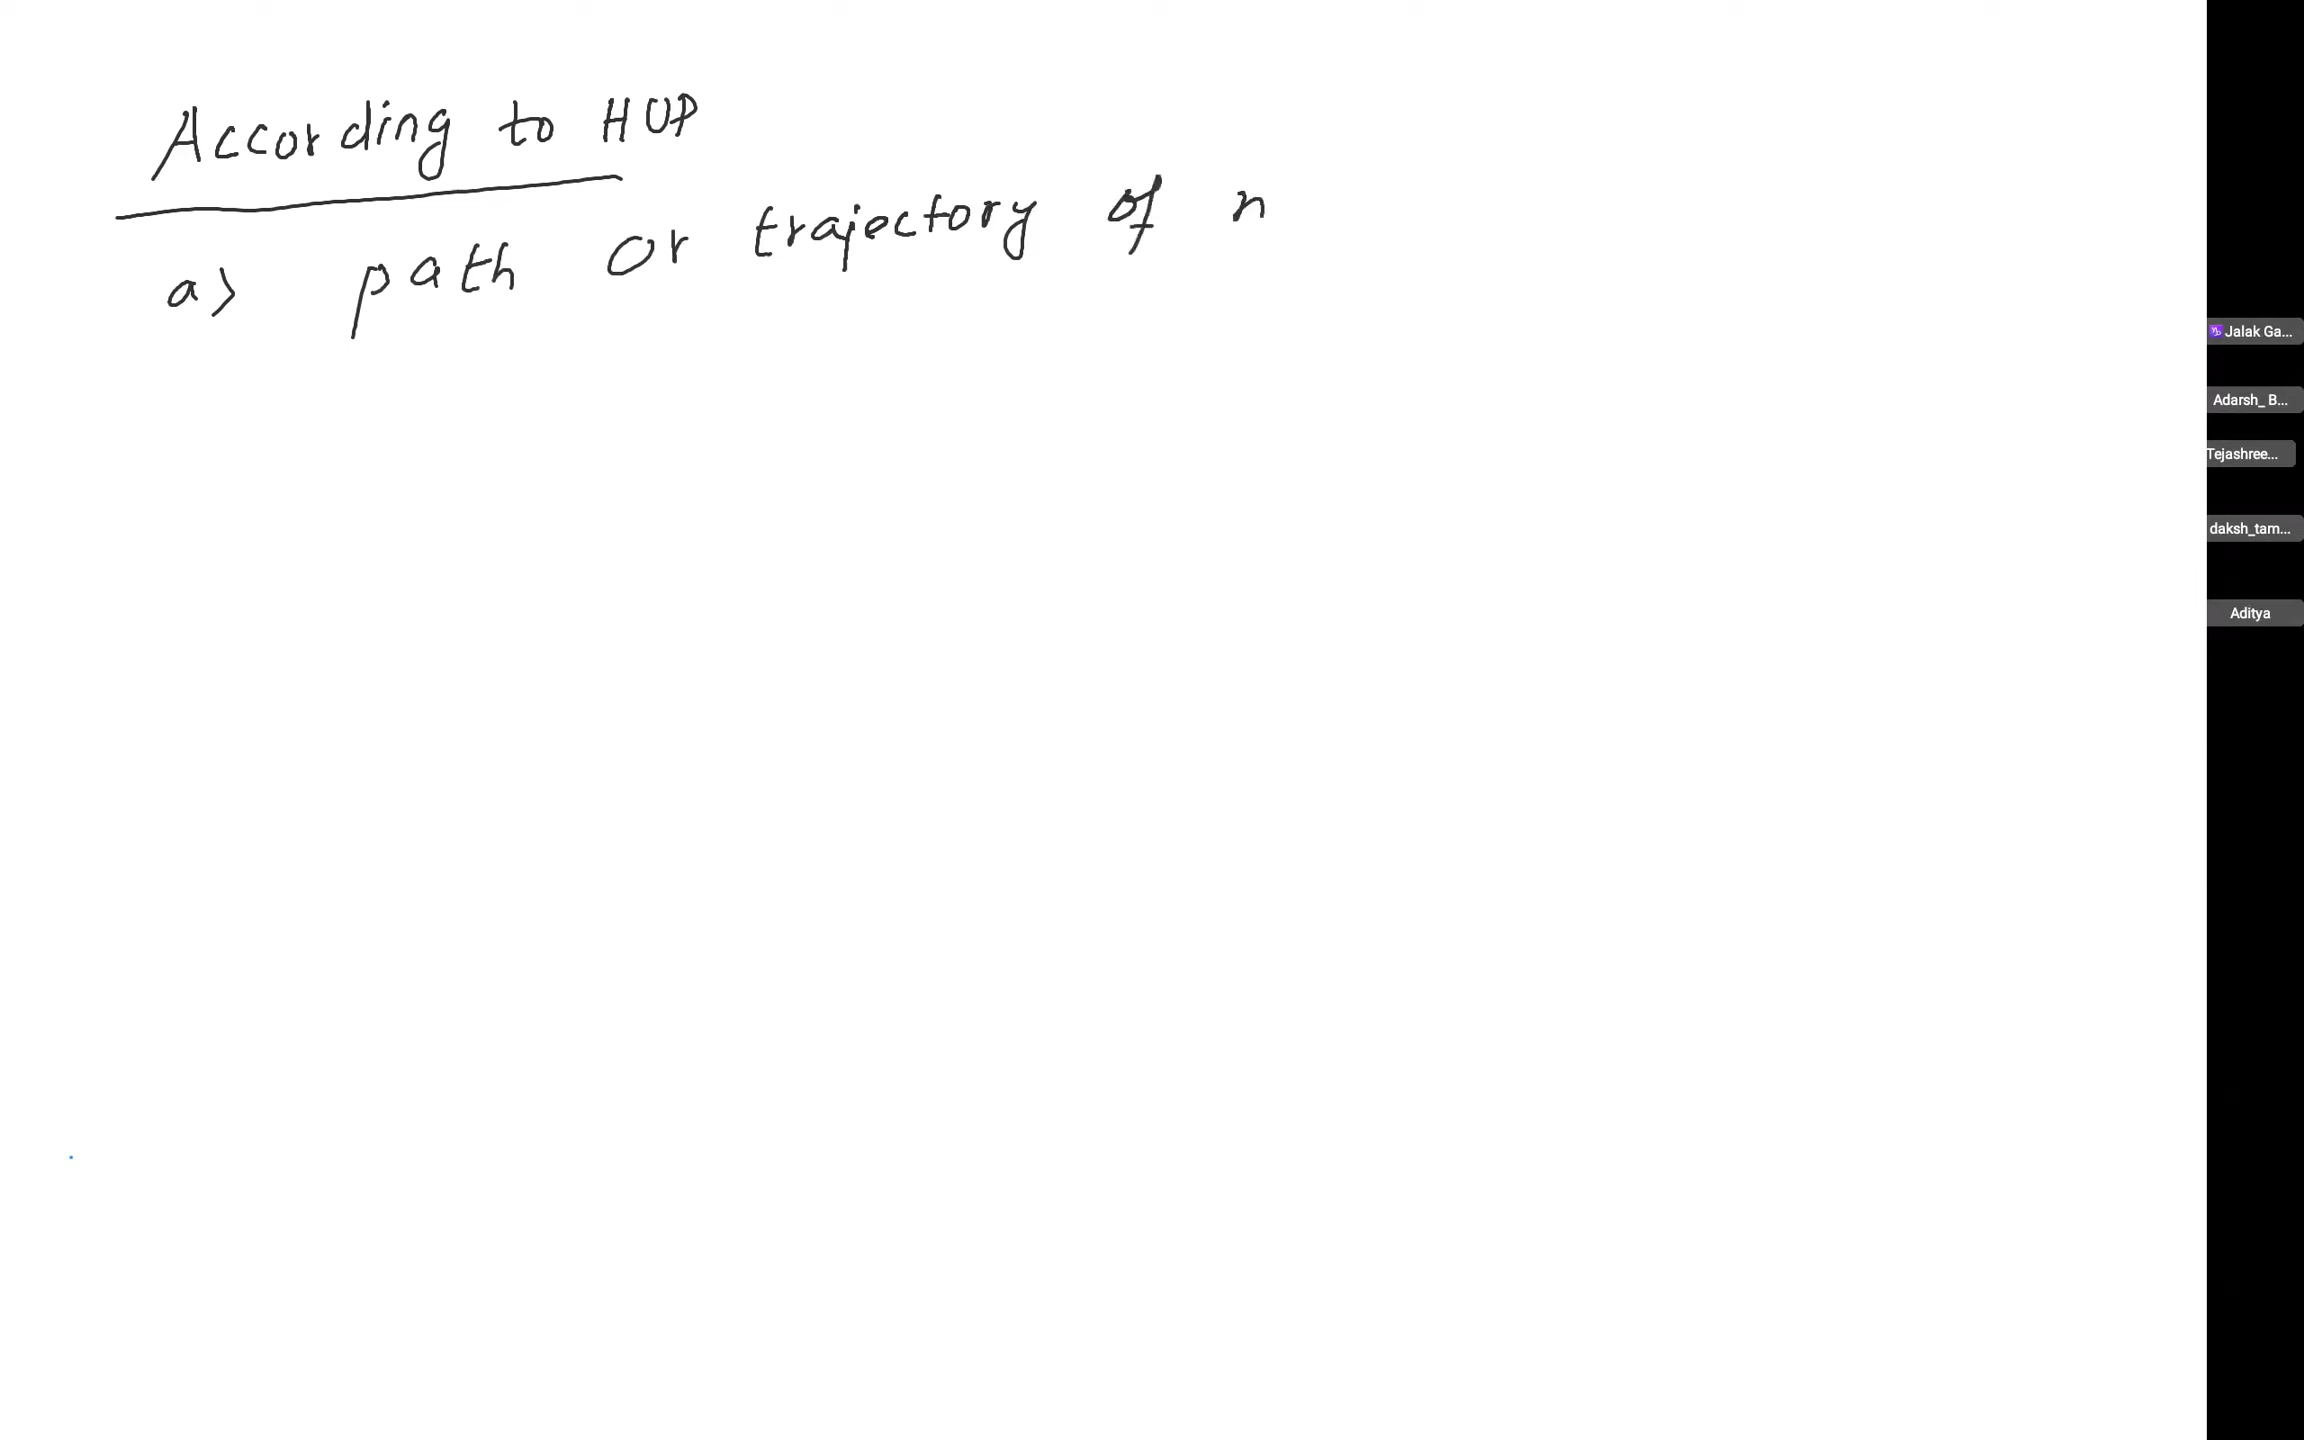 According to HUP
a) path or trajectory of n
Jalak Ga...
Adarsh_ B...
Tejashree...
daksh_tam...
Aditya